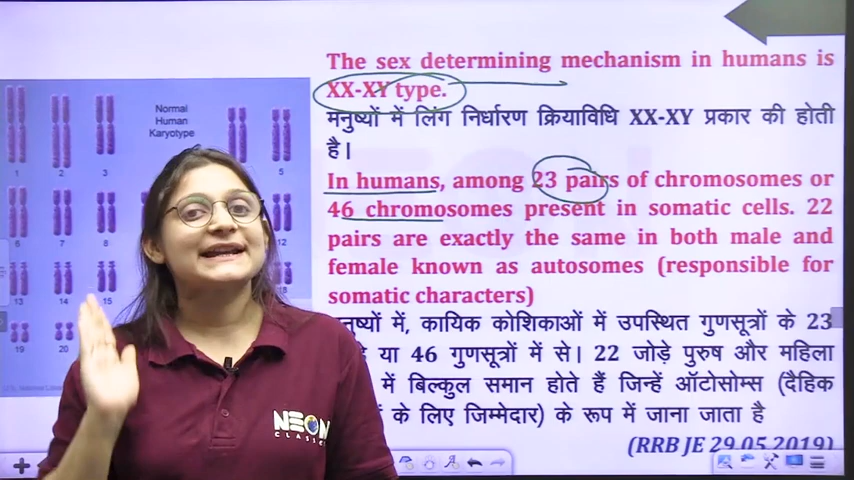 The sex determining mechanism in humans is
XX-XY type.
मनुष्यों में लिंग निर्धारण क्रियाविधि XX-XY प्रकार की होती
है।
In humans, among 23 pairs of chromosomes or
46 chromosomes present in somatic cells. 22
pairs are exactly the same in both male and
female known as autosomes (responsible for
somatic characters)
में, कायिक कोशिकाओं में उपस्थित गुणसूत्रों के 23
या 46 गुणसूत्रों में से। 22 जोड़े पुरुष और महिला
में बिल्कुल समान होते हैं जिन्हें ऑटोसोम्स (दैहिक
के लिए जिम्मेदार) के रूप में जाना जाता है
(RRB JE 29.05.2019)
Normal
Human
Karyotype
1
2
3
5
6
7
8
12
13
14
15
18
19
20
NEON
CLASSES